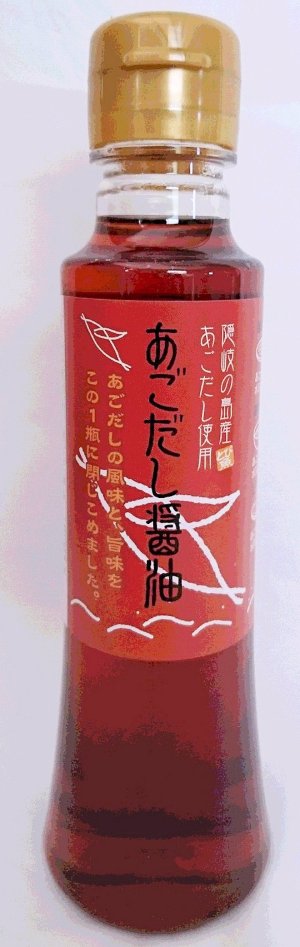 隠岐の島産
あごだし使用
あごだし醤油
あごだしの風味と、旨味を
この1瓶に閉じこめました。